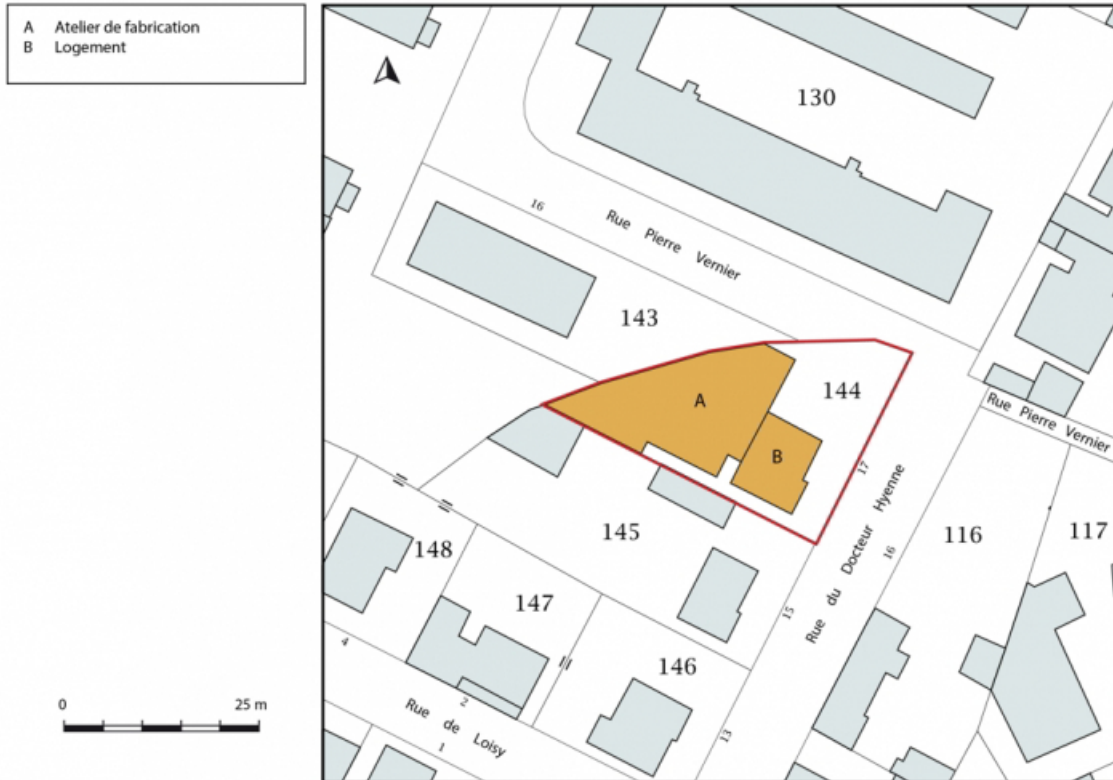 A Atelier de fabrication
B Logement
130
16
Rue Pierre Vernier
143
A
144
B
17
Rue Pierre Vernier
Rue du Docteur Hyenne
16
116
117
145
148
147
15
146
4
2
Rue de Loisy
1
13
0 25 m